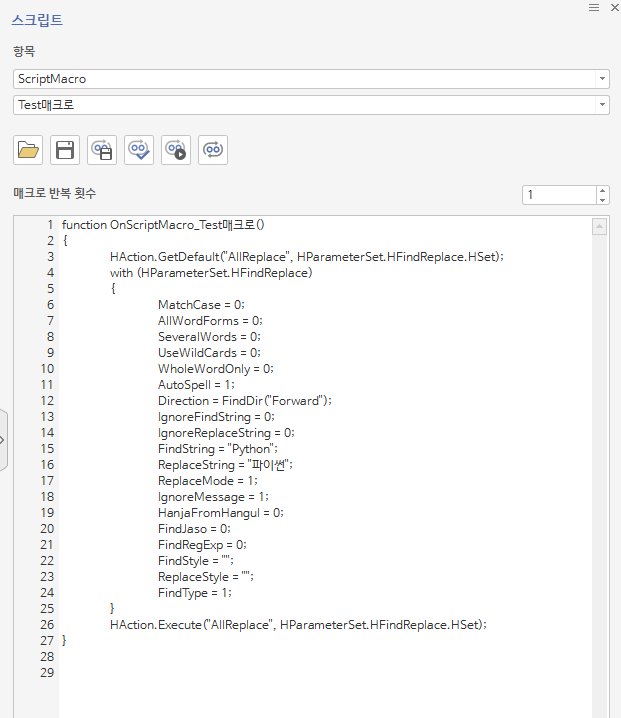 스크립트
항목
ScriptMacro
Test매크로
매크로 반복 횟수
1
1 function OnScriptMacro_Test매크로()
2 {
3 HAction.GetDefault("AllReplace", HParameterSet.HFindReplace.HSet);
4 with (HParameterSet.HFindReplace)
5 {
6 MatchCase = 0;
7 AllWordForms = 0;
8 SeveralWords = 0;
9 UseWildCards = 0;
10 WholeWordOnly = 0;
11 AutoSpell = 1;
12 Direction = FindDir("Forward");
13 IgnoreFindString = 0;
14 IgnoreReplaceString = 0;
15 FindString = "Python";
16 ReplaceString = "파이썬";
17 ReplaceMode = 1;
18 IgnoreMessage = 1;
19 HanjaFromHangul = 0;
20 FindJaso = 0;
21 FindRegExp = 0;
22 FindStyle = "";
23 ReplaceStyle = "";
24 FindType = 1;
25 }
26 HAction.Execute("AllReplace", HParameterSet.HFindReplace.HSet);
27 }
28
29